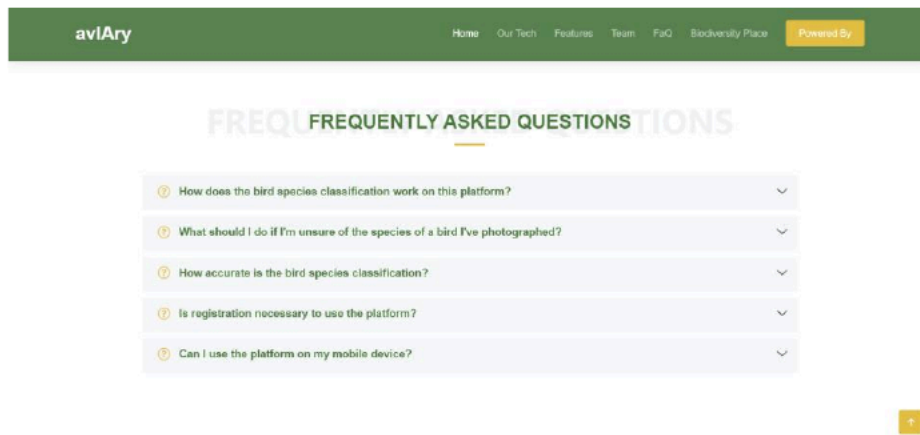 avIAry
Home Our Tech Features Team FaQ Biodiversity Place Powered By
FREQUENTLY ASKED QUESTIONS
How does the bird species classification work on this platform?
What should I do if I'm unsure of the species of a bird I've photographed?
How accurate is the bird species classification?
Is registration necessary to use the platform?
Can I use the platform on my mobile device?